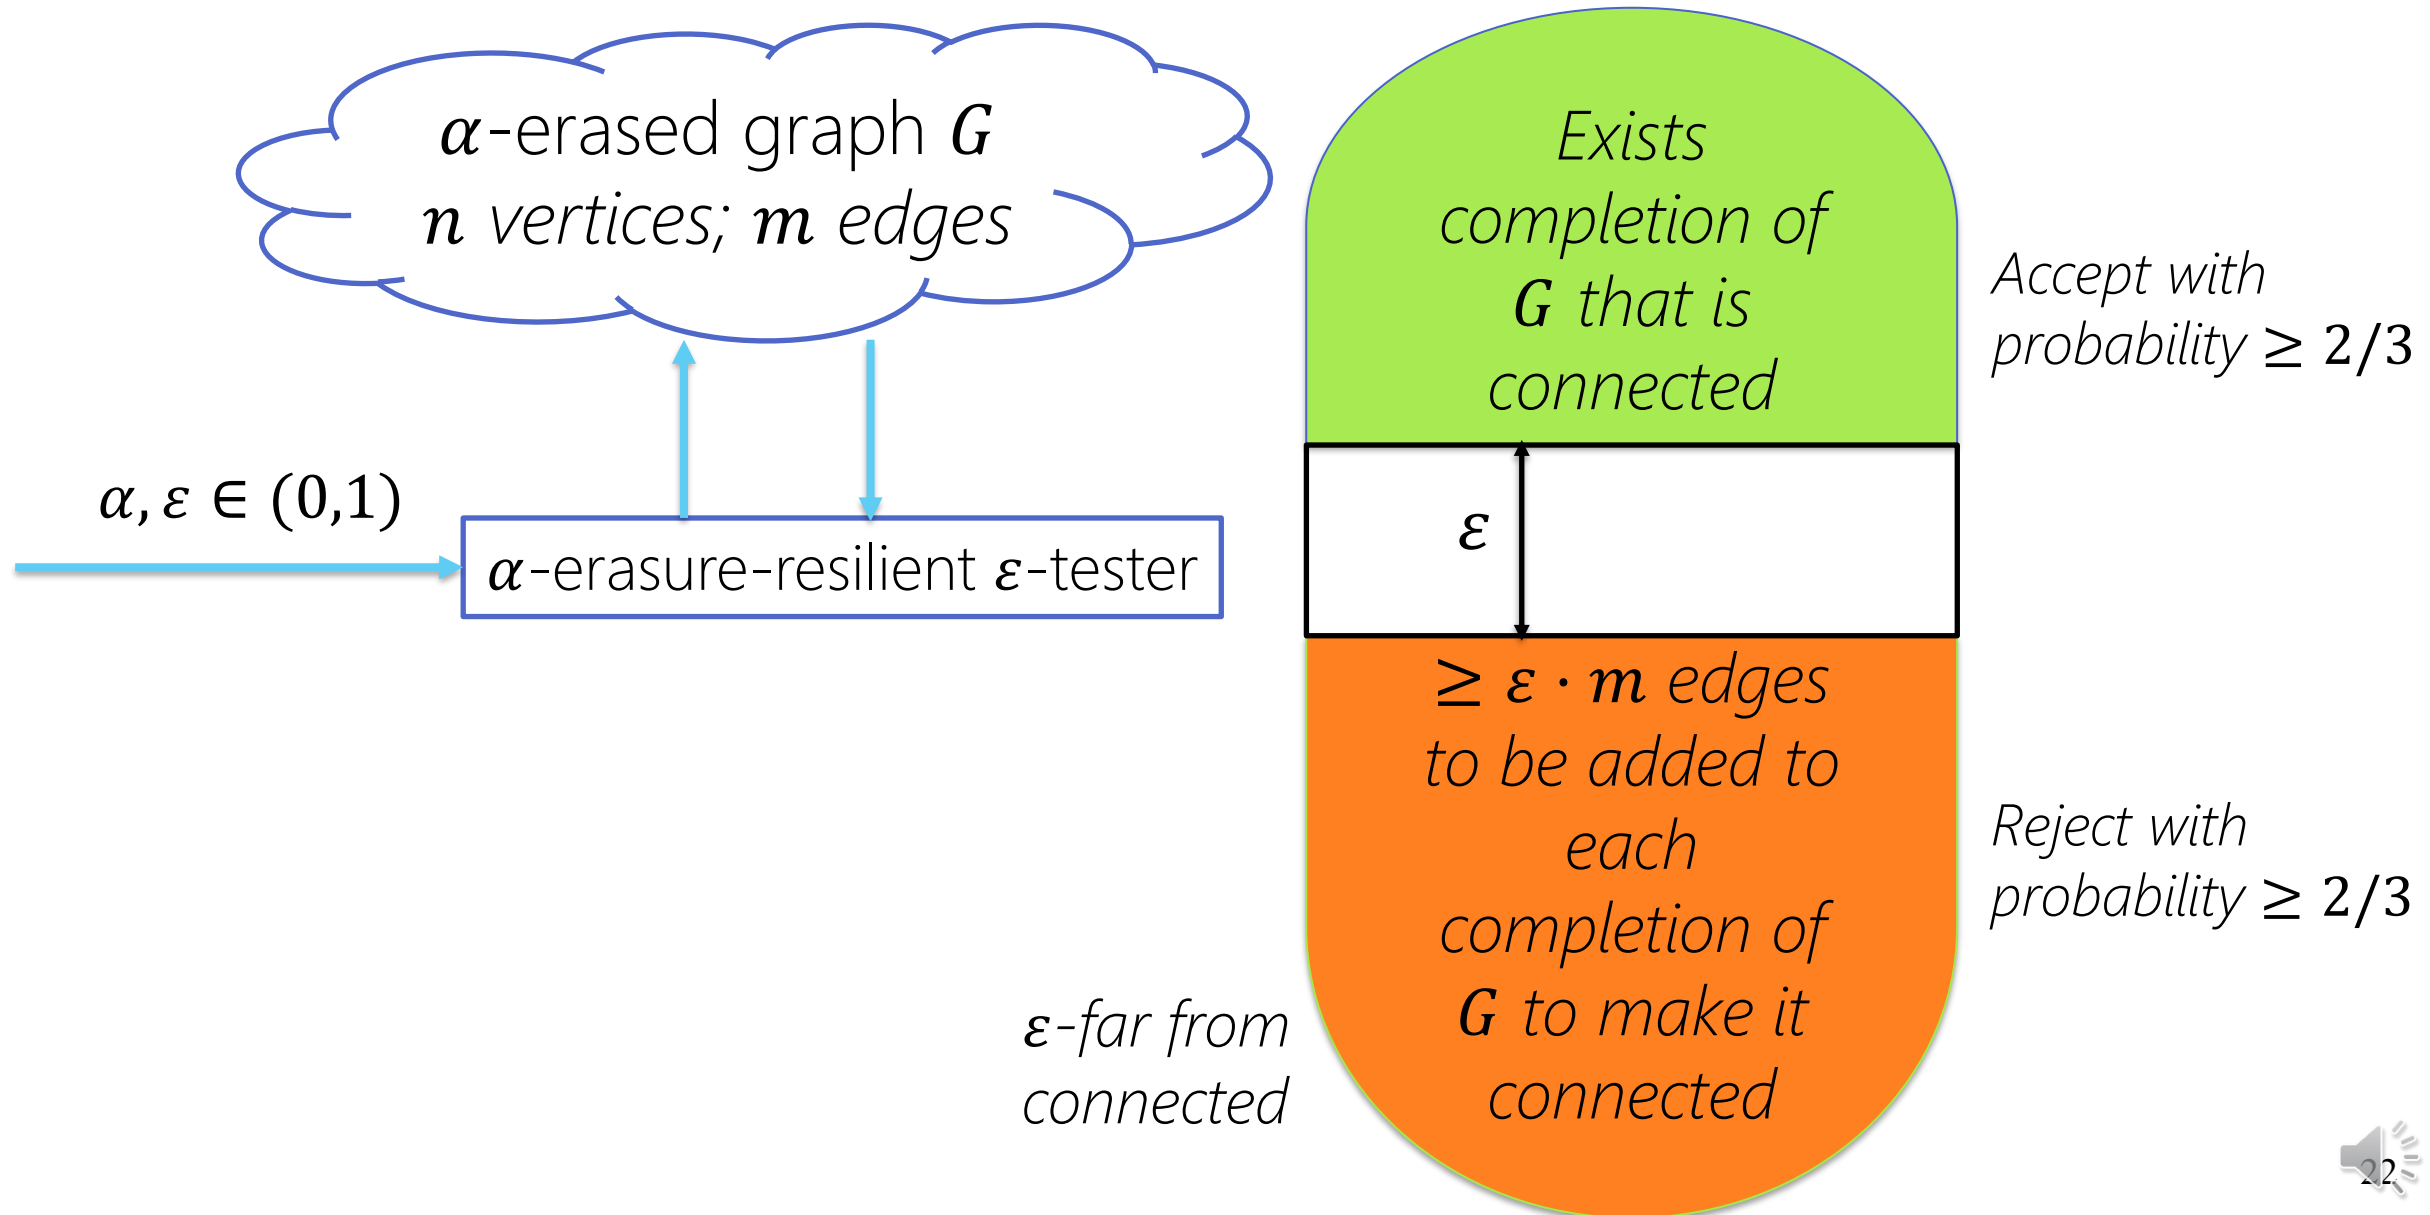 α-erased graph G
n vertices; m edges
α, ε ∈ (0,1)
α-erasure-resilient ε-tester
Exists
completion of
G that is
connected
Accept with
probability ≥ 2/3
ε
≥ ε · m edges
to be added to
each
completion of
G to make it
connected
Reject with
probability ≥ 2/3
ε-far from
connected
22